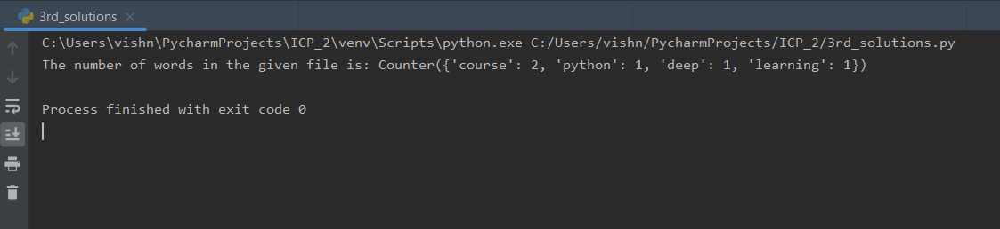 3rd_solutions
C:\Users\vishn\PycharmProjects\ICP_2\venv\Scripts\python.exe C:/Users/vishn/PycharmProjects/ICP_2/3rd_solutions.py
The number of words in the given file is: Counter({'course': 2, 'python': 1, 'deep': 1, 'learning': 1})
Process finished with exit code 0